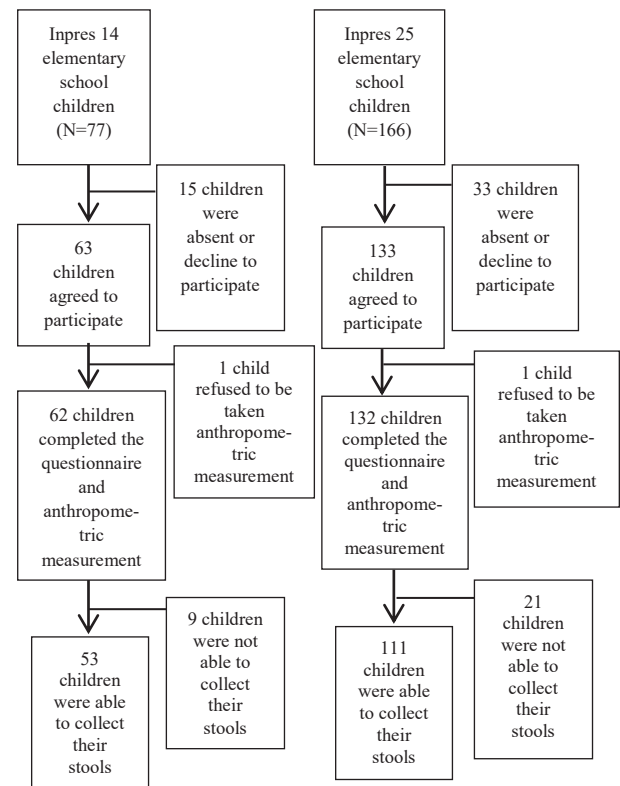 Inpres 14
elementary
school
children
(N=77)
15 children
were
absent or
decline to
participate
63
children
agreed to
participate
1 child
refused to be
taken
anthropome-
tric
measurement
62 children
completed the
questionnaire
and
anthropome-
tric
measurement
9 children
were not
able to
collect
their
stools
53
children
were able
to collect
their
stools
Inpres 25
elementary
school
children
(N=166)
33 children
were
absent or
decline to
participate
133
children
agreed to
participate
1 child
refused to be
taken
anthropome-
tric
measurement
132 children
completed the
questionnaire
and
anthropome-
tric
measurement
21
children
were not
able to
collect
their
stools
111
children
were able
to collect
their
stools